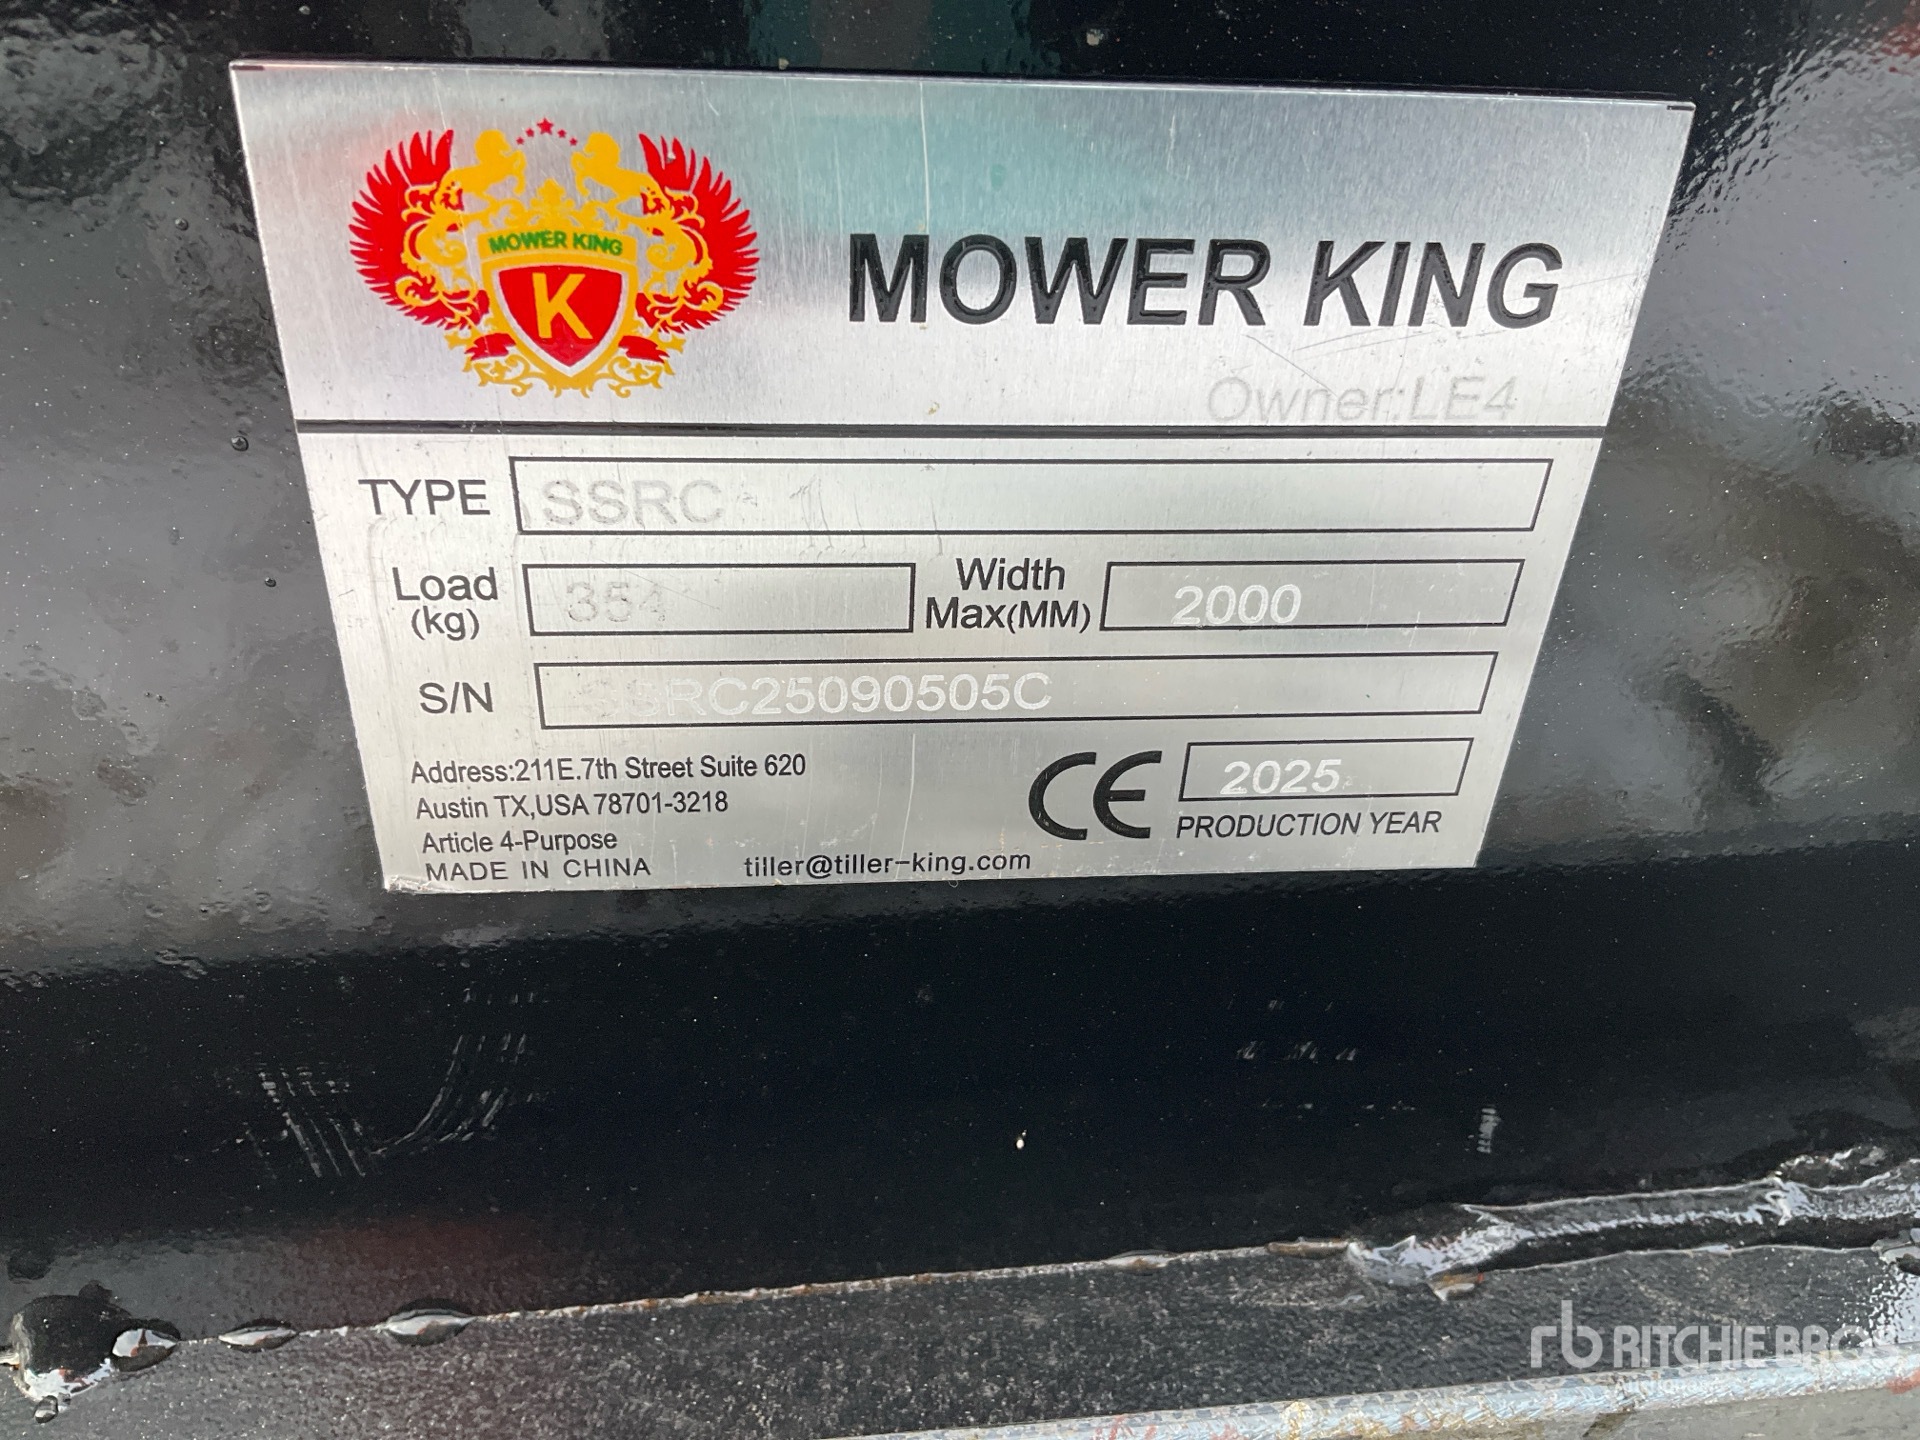 MOWER KING
K
MOWER KING
Owner:LE4
TYPE SSRC
Load (kg) 354 Width Max(MM) 2000
S/N SSRC25090505C
Address:211E.7th Street Suite 620
Austin TX,USA 78701-3218
Article 4-Purpose
MADE IN CHINA tiller@tiller-king.com
CE 2025
PRODUCTION YEAR
rb RITCHIE BROS